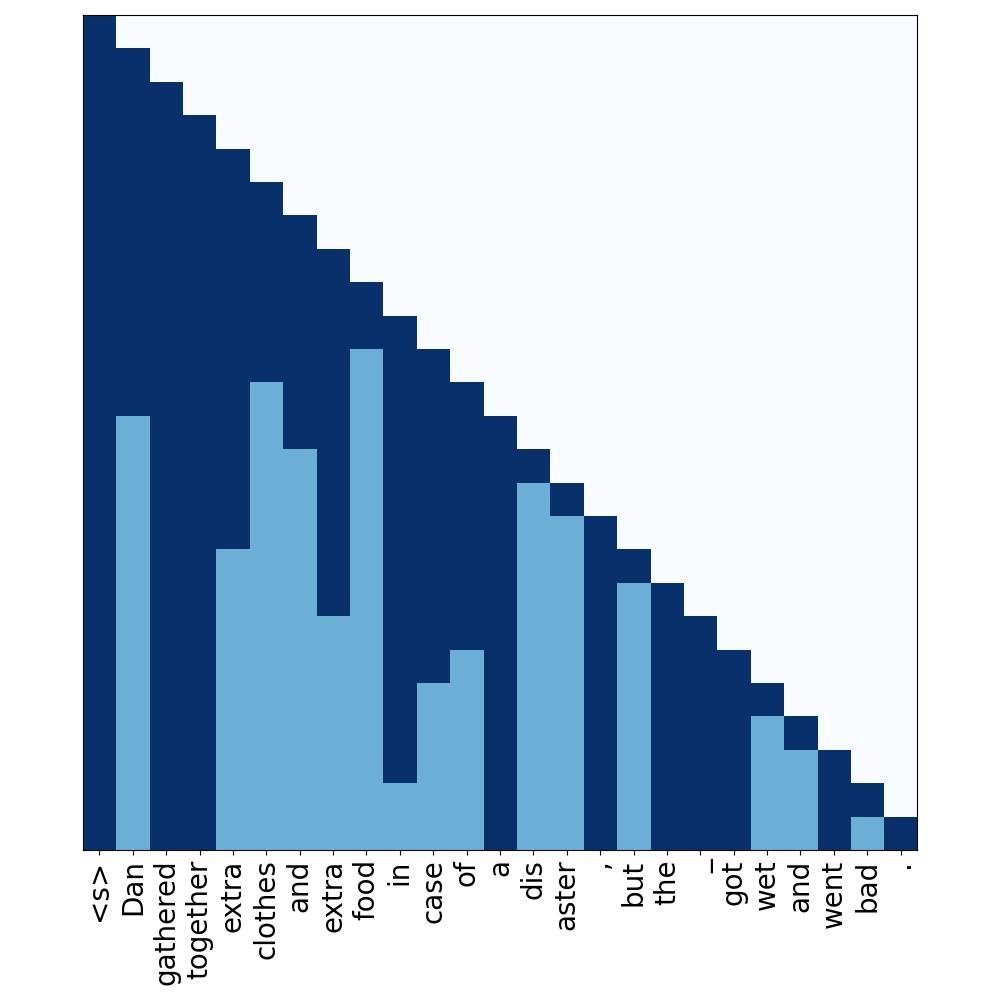 <s>
Dan
gathered
together
extra
clothes
and
extra
food
in
case
of
a
dis
aster
,
but
the
_
got
wet
and
went
bad
.